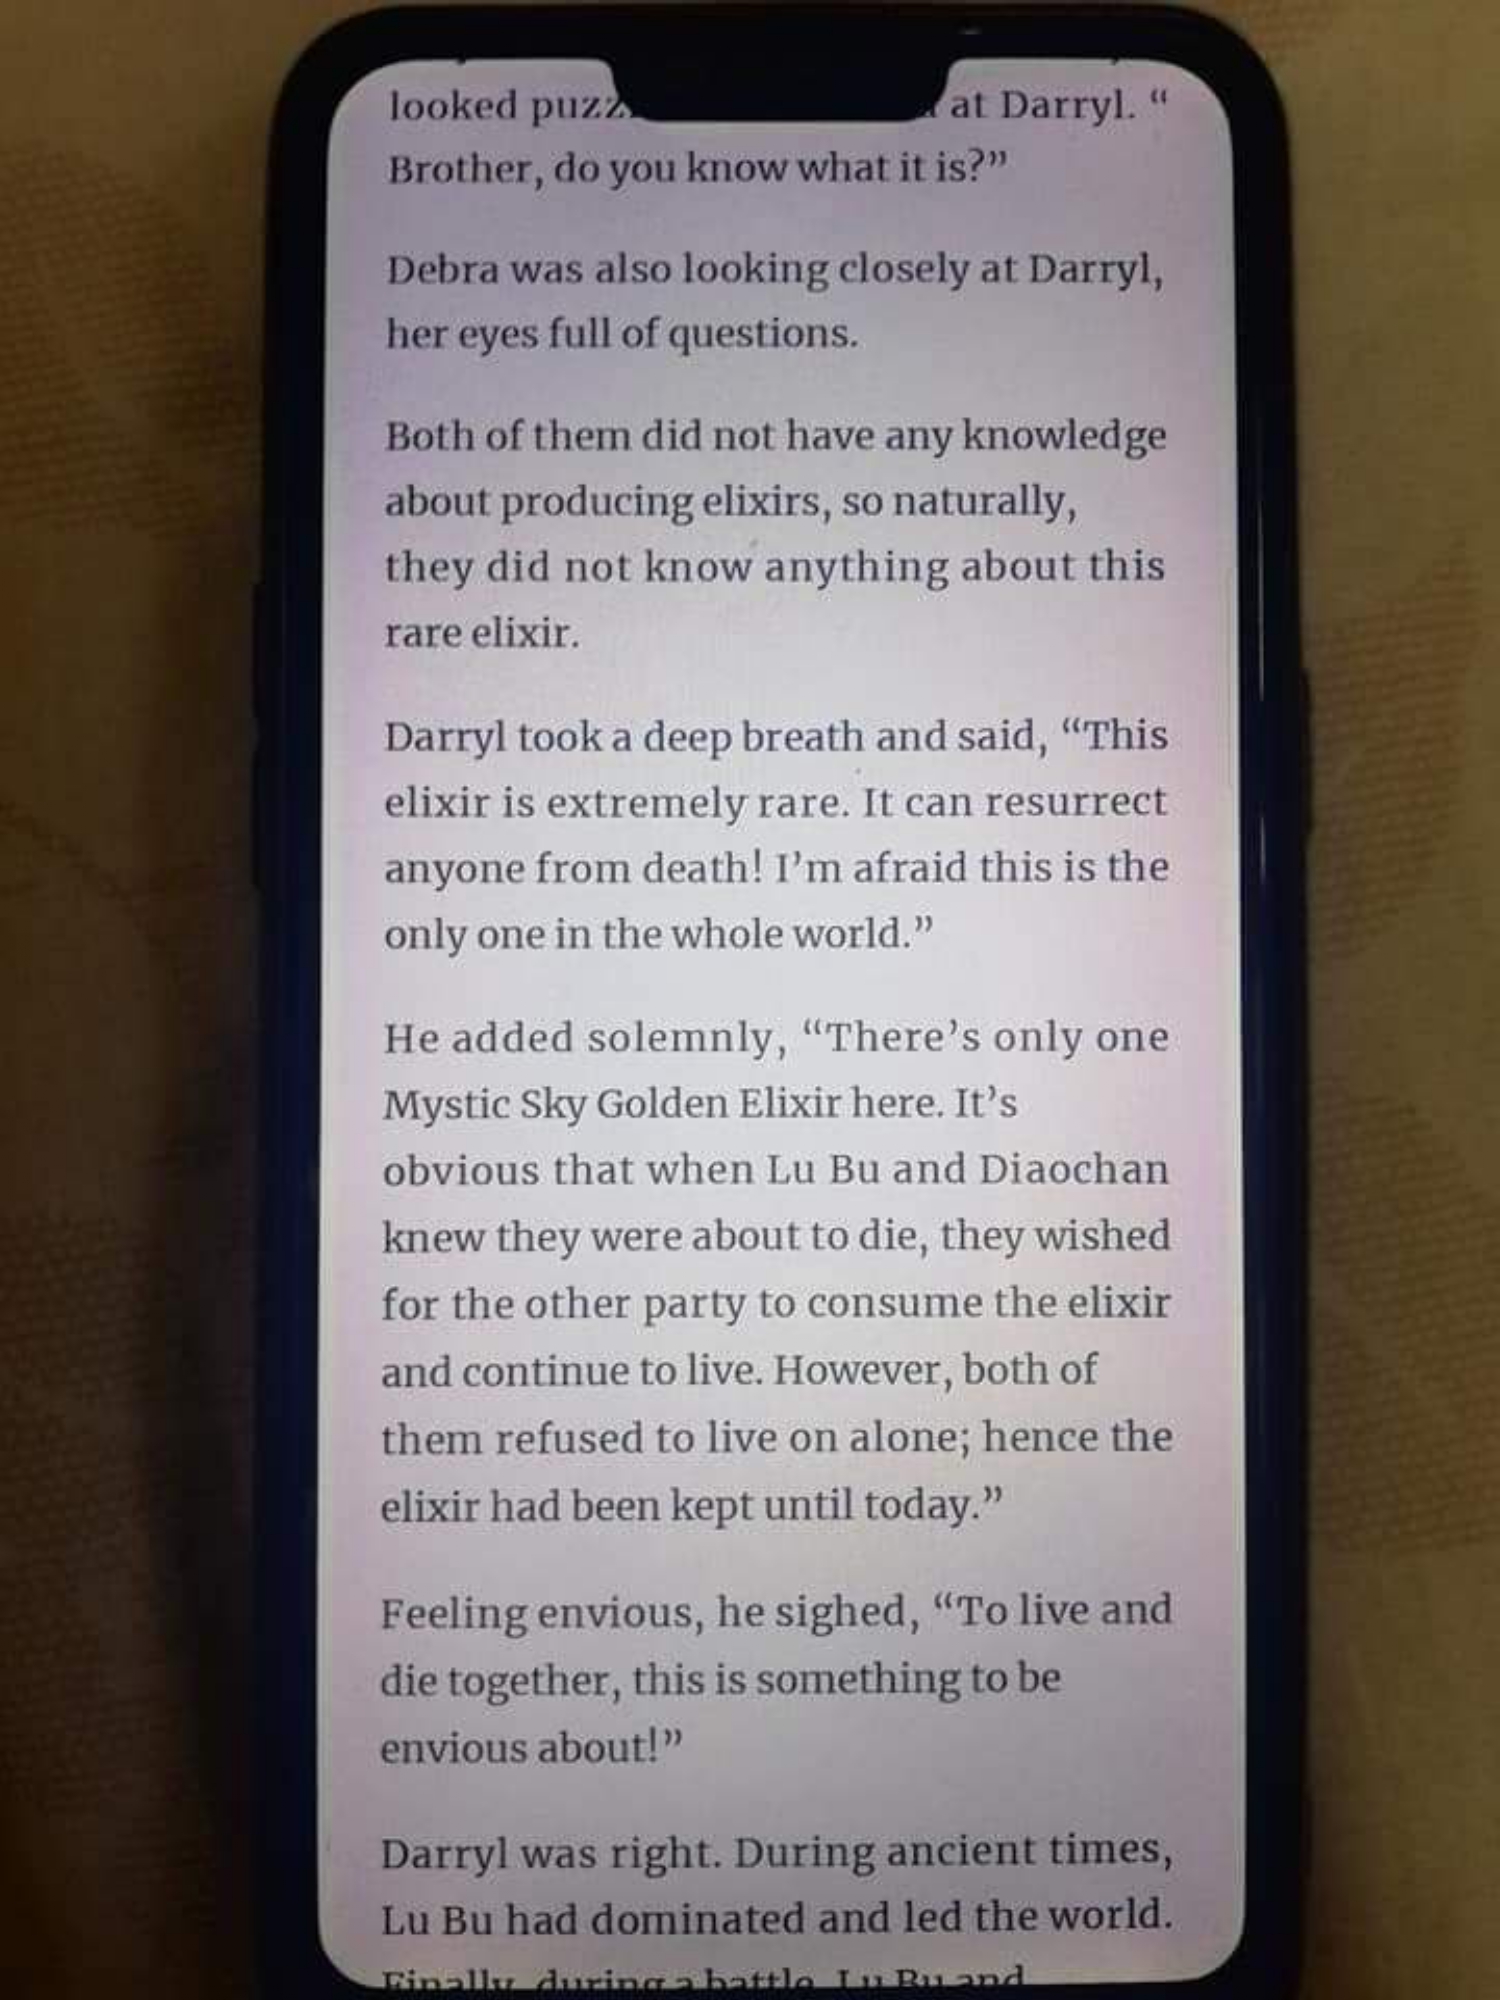 looked at Darryl. “
Brother, do you know what it is?”
Debra was also looking closely at Darryl,
her eyes full of questions.
Both of them did not have any knowledge
about producing elixirs, so naturally,
they did not know anything about this
rare elixir.
Darryl took a deep breath and said, “This
elixir is extremely rare. It can resurrect
anyone from death! I’m afraid this is the
only one in the whole world.”
He added solemnly, “There’s only one
Mystic Sky Golden Elixir here. It’s
obvious that when Lu Bu and Diaochan
knew they were about to die, they wished
for the other party to consume the elixir
and continue to live. However, both of
them refused to live on alone; hence the
elixir had been kept until today.”
Feeling envious, he sighed, “To live and
die together, this is something to be
envious about!”
Darryl was right. During ancient times,
Lu Bu had dominated and led the world.
Finally, during a battle, Lu Bu and